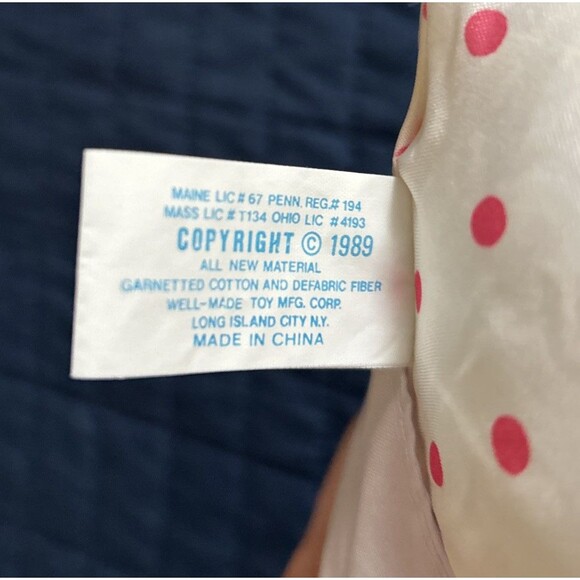 MAINE LIC# 67 PENN. REG.# 194
MASS LIC # T134 OHIO LIC #4193
COPYRIGHT © 1989
ALL NEW MATERIAL
GARNETTED COTTON AND DEFABRIC FIBER
WELL-MADE TOY MFG. CORP.
LONG ISLAND CITY N.Y.
MADE IN CHINA